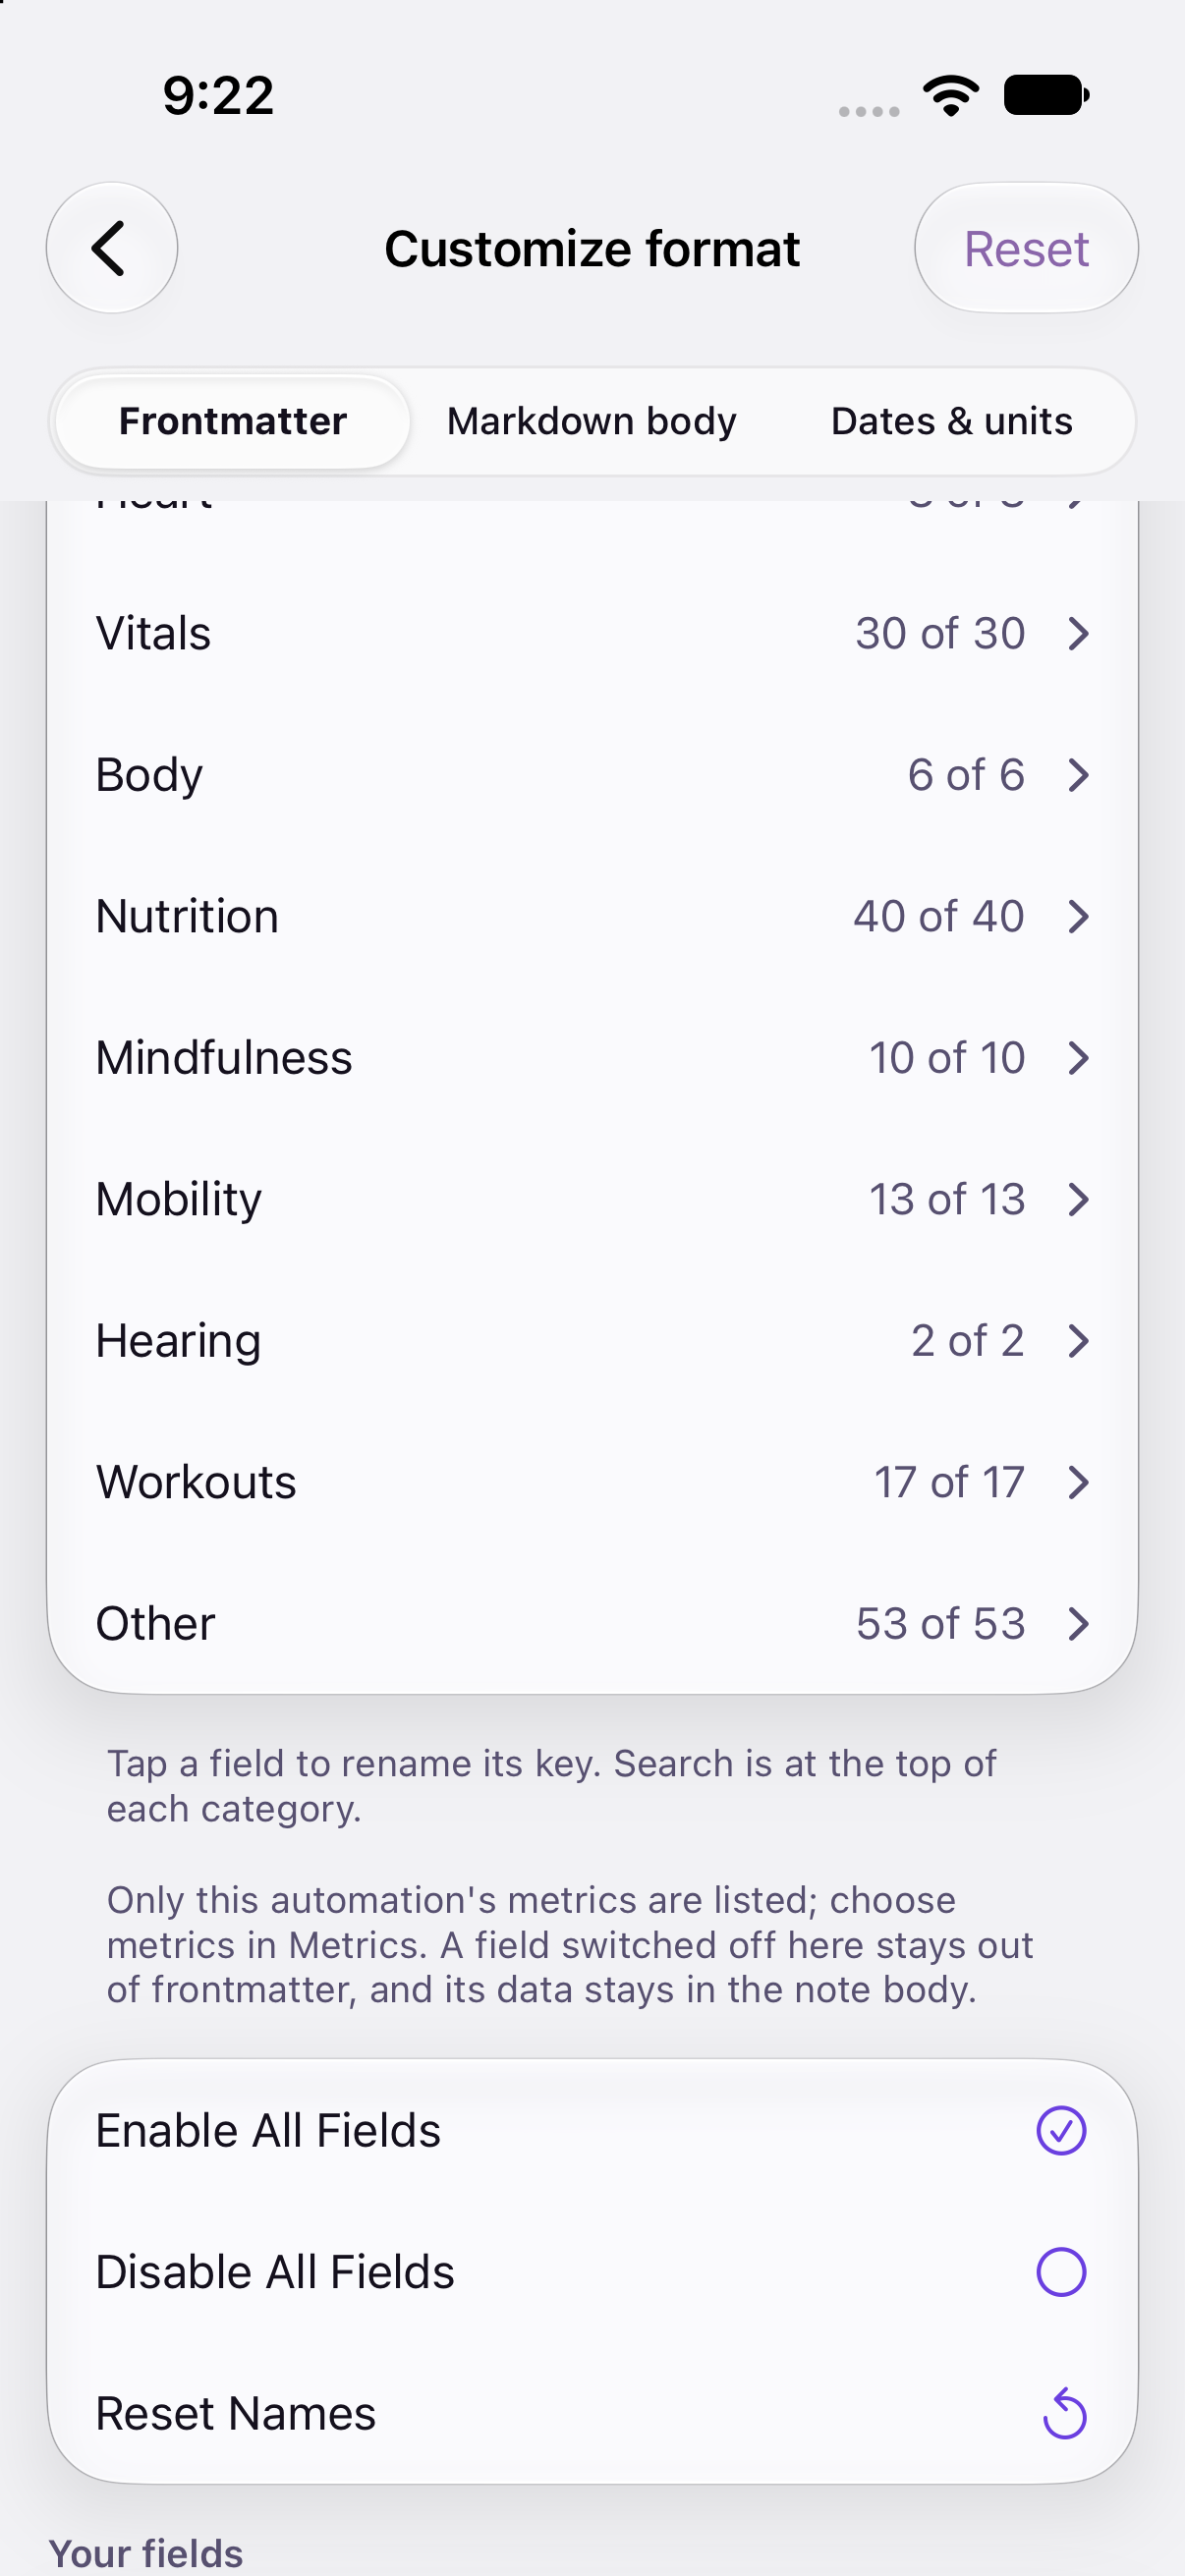 9:22
Customize format
Reset
Frontmatter
Markdown body
Dates & units
Vitals
30 of 30
Body
6 of 6
Nutrition
40 of 40
Mindfulness
10 of 10
Mobility
13 of 13
Hearing
2 of 2
Workouts
17 of 17
Other
53 of 53
Tap a field to rename its key. Search is at the top of
each category.
Only this automation's metrics are listed; choose
metrics in Metrics. A field switched off here stays out
of frontmatter, and its data stays in the note body.
Enable All Fields
Disable All Fields
Reset Names
Your fields